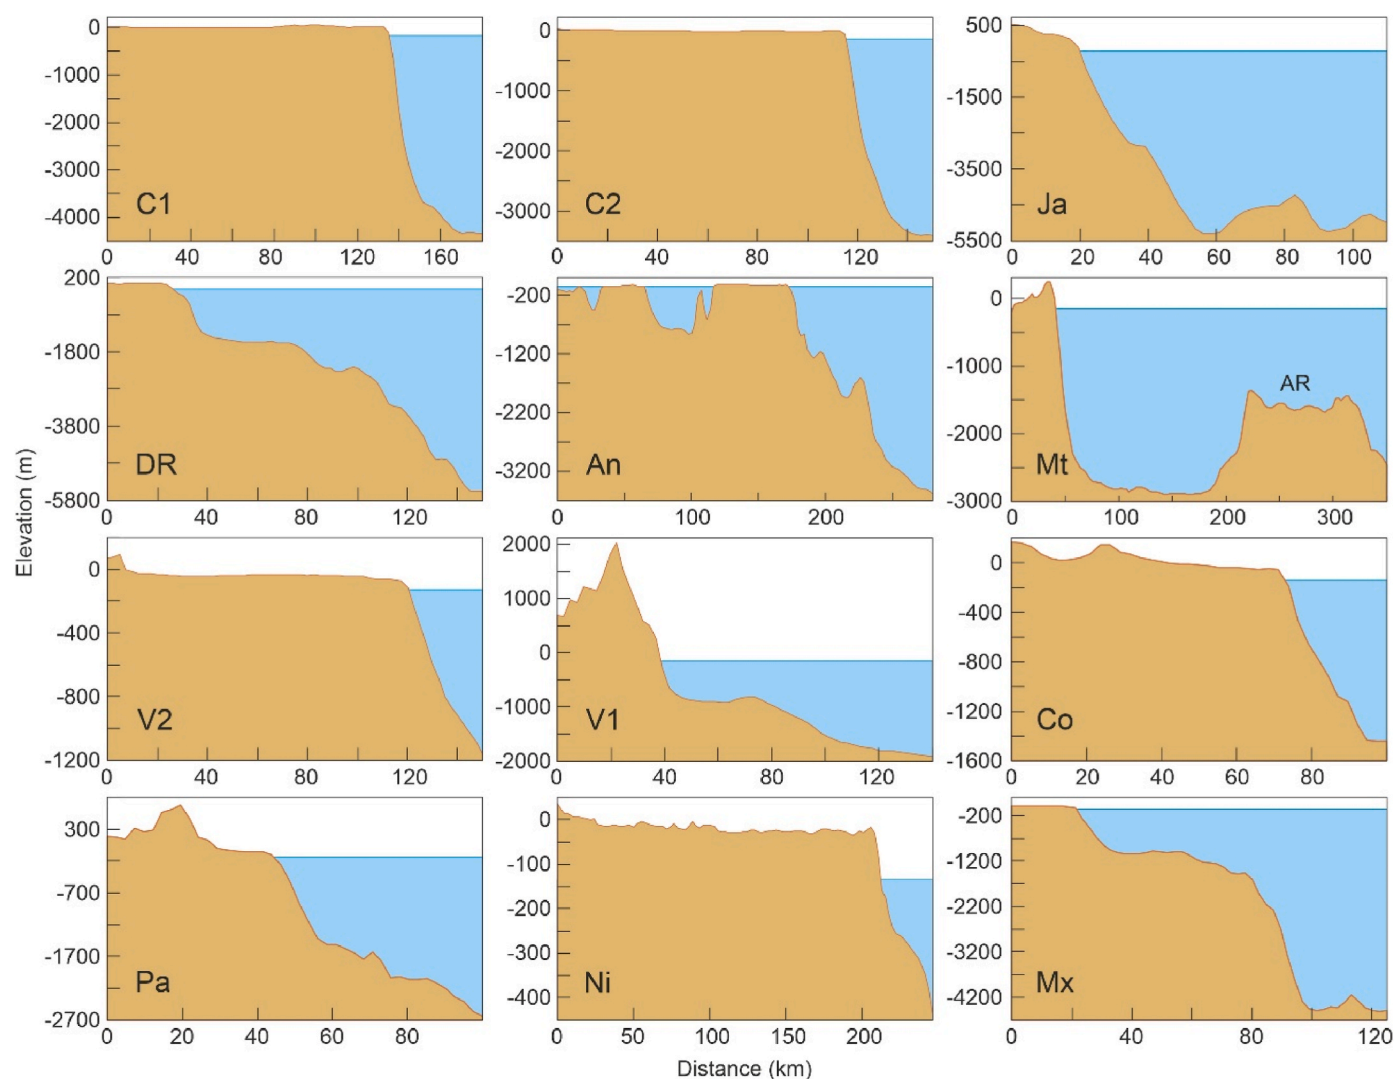 0
-1000
-2000
-3000
-4000
C1
0 40 80 120 160
0
-1000
-2000
-3000
C2
0 40 80 120
500
-1500
-3500
-5500
Ja
0 20 40 60 80 100
200
-1800
-3800
-5800
DR
0 40 80 120
-200
-1200
-2200
-3200
An
0 100 200
0
-1000
-2000
-3000
AR
Mt
0 100 200 300
Elevation (m)
0
-400
-800
-1200
V2
0 40 80 120
2000
1000
0
-1000
-2000
V1
0 40 80 120
0
-400
-800
-1200
-1600
Co
0 20 40 60 80
300
-700
-1700
-2700
Pa
0 20 40 60 80
0
-100
-200
-300
-400
Ni
0 50 100 150 200
-200
-1200
-2200
-3200
-4200
Mx
0 40 80 120
Distance (km)